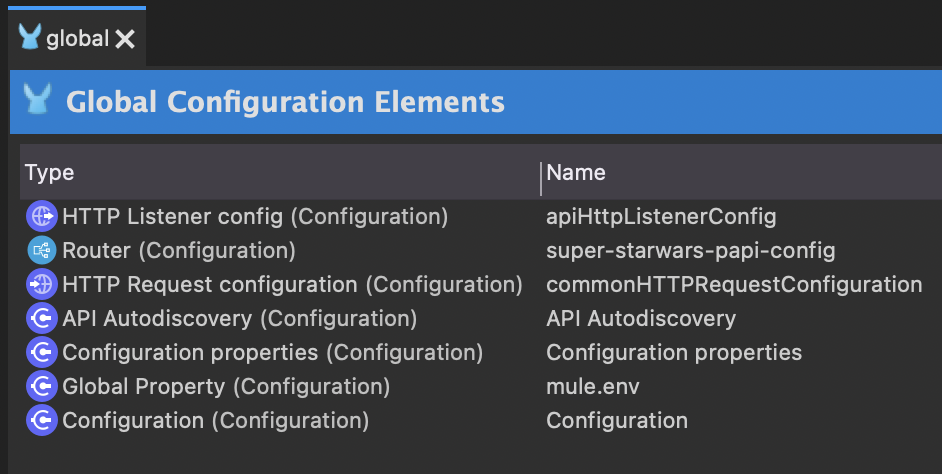 global
Global Configuration Elements
Type Name
HTTP Listener config (Configuration) apiHttpListenerConfig
Router (Configuration) super-starwars-papi-config
HTTP Request configuration (Configuration) commonHTTPRequestConfiguration
API Autodiscovery (Configuration) API Autodiscovery
Configuration properties (Configuration) Configuration properties
Global Property (Configuration) mule.env
Configuration (Configuration) Configuration